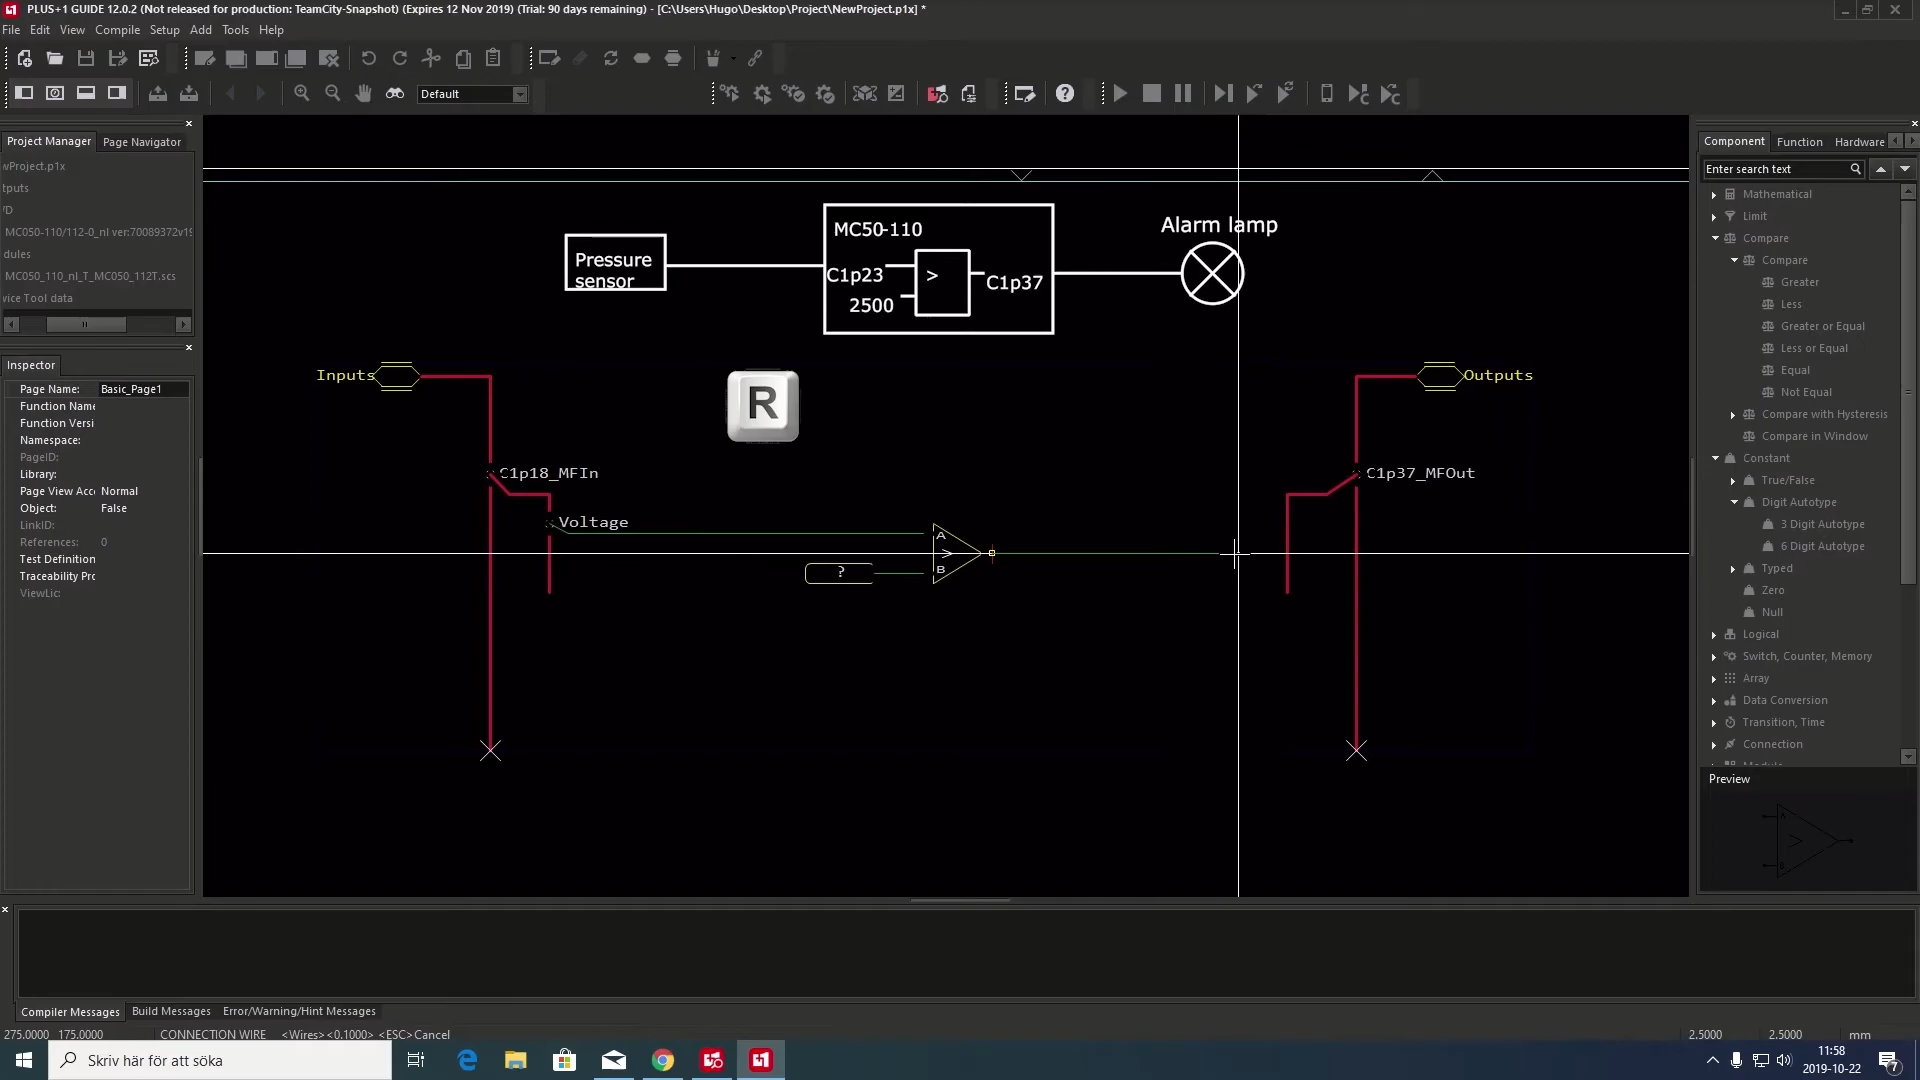 PLUS+1 GUIDE 12.0.2 (Not released for production: TeamCity-Snapshot) (Expires 12 Nov 2019) (Trial: 90 days remaining) - [C:\Users\Hugo\Desktop\Project\NewProject.p1x] *
File Edit View Compile Setup Add Tools Help
Default
Project Manager Page Navigator
wProject.p1x
tputs
/D
MC050-110/112-0_nl ver:70089372v19
dules
MC050_110_nl_T_MC050_112T.scs
vice Tool data
Inspector
Page Name: Basic_Page1
Function Name
Function Versi
Namespace:
PageID:
Library:
Page View Acc Normal
Object: False
LinkID:
References: 0
Test Definition
Traceability Prc
ViewLic:
Pressure
sensor
MC50-110
C1p23
2500
>
C1p37
Alarm lamp
Inputs
R
Outputs
C1p18_MFIn
C1p37_MFOut
Voltage
A
>
B
?
Component Function Hardware
Enter search text
Mathematical
Limit
Compare
Compare
Greater
Less
Greater or Equal
Less or Equal
Equal
Not Equal
Compare with Hysteresis
Compare in Window
Constant
True/False
Digit Autotype
3 Digit Autotype
6 Digit Autotype
Typed
Zero
Null
Logical
Switch, Counter, Memory
Array
Data Conversion
Transition, Time
Connection
Preview
Compiler Messages Build Messages Error/Warning/Hint Messages
275.0000 175.0000 CONNECTION WIRE <Wires><0.1000> <ESC>Cancel
2.5000 2.5000 mm
Skriv här för att söka
11:58
2019-10-22
7